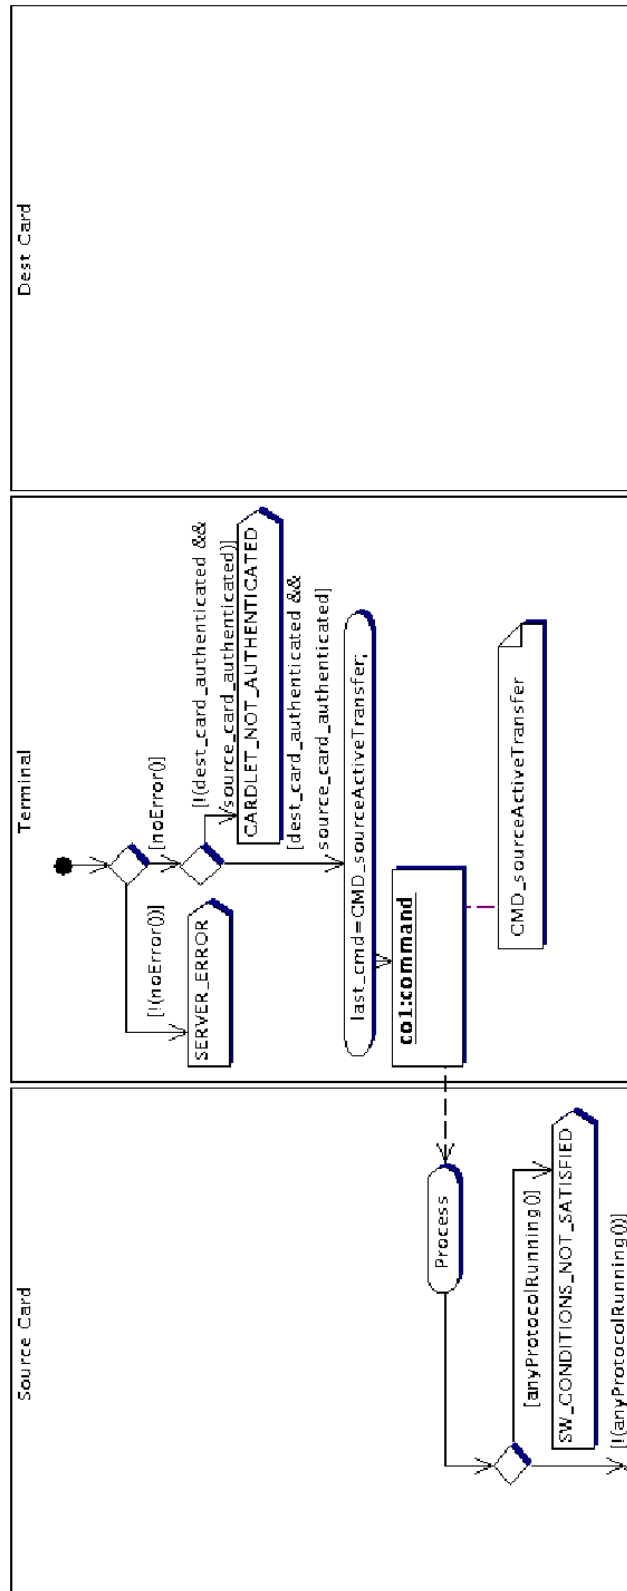 Source Card
Terminal
Dest Card
[!(noError())]
[noError()]
SERVER_ERROR
[!(dest_card_authenticated &&
source_card_authenticated)]
CARDLET_NOT_AUTHENTICATED
[dest_card_authenticated &&
source_card_authenticated]
last_cmd=CMD_sourceActiveTransfer;
co1:command
CMD_sourceActiveTransfer
Process
[anyProtocolRunning()]
SW_CONDITIONS_NOT_SATISFIED
[!(anyProtocolRunning())]